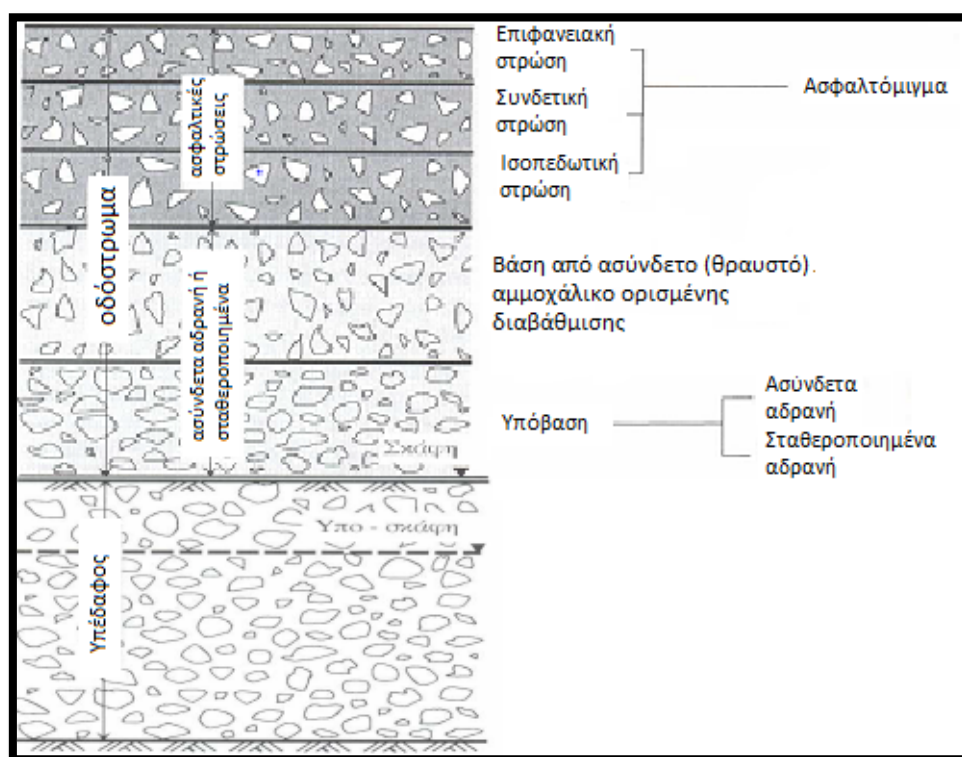 Επιφανειακή
στρώση
Συνδετική
στρώση
Ισοπεδωτική
στρώση
Ασφαλτόμιγμα
ασφαλτικές
στρώσεις
οδόστρωμα
ασύνδετα αδρανή ή
σταθεροποιημένα
Βάση από ασύνδετο (θραυστό).
αμμοχάλικο ορισμένης
διαβάθμισης
Υπόβαση
Ασύνδετα
αδρανή
Σταθεροποιημένα
αδρανή
Σκάφη
Υπο - σκάφη
Υπέδαφος